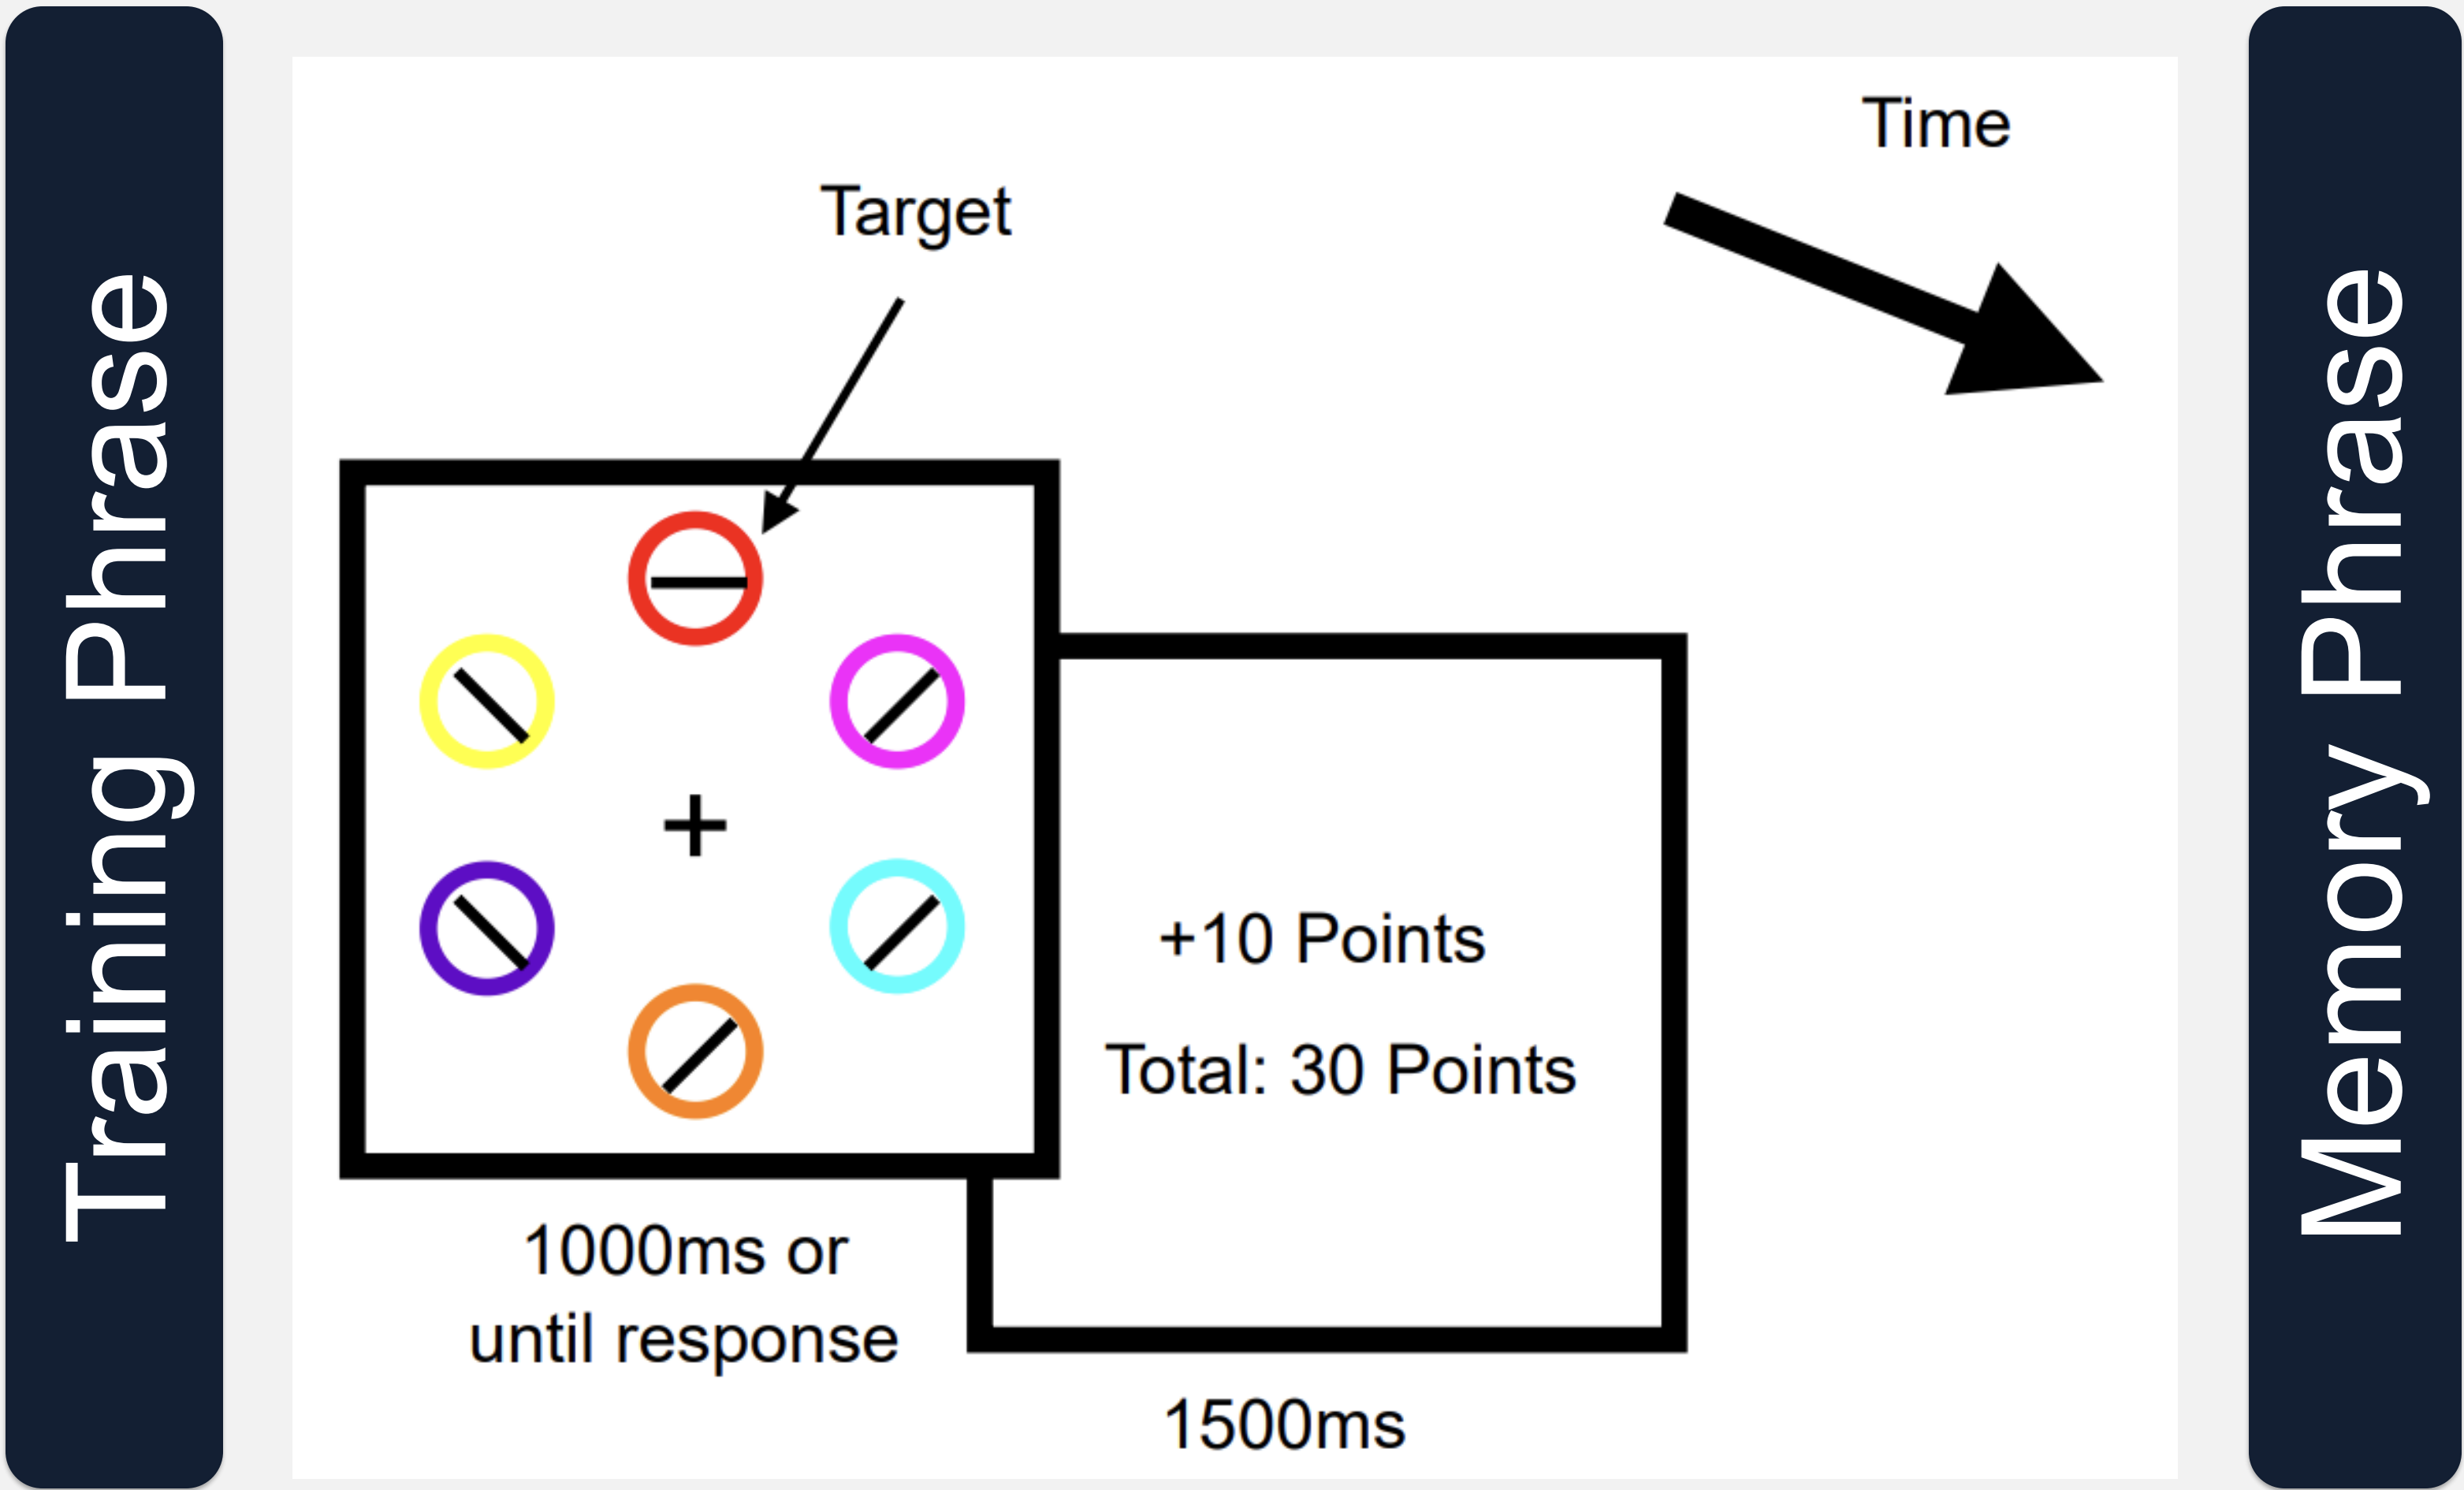 Training Phrase
Time
Target
+10 Points
Total: 30 Points
1000ms or
until response
1500ms
Memory Phrase